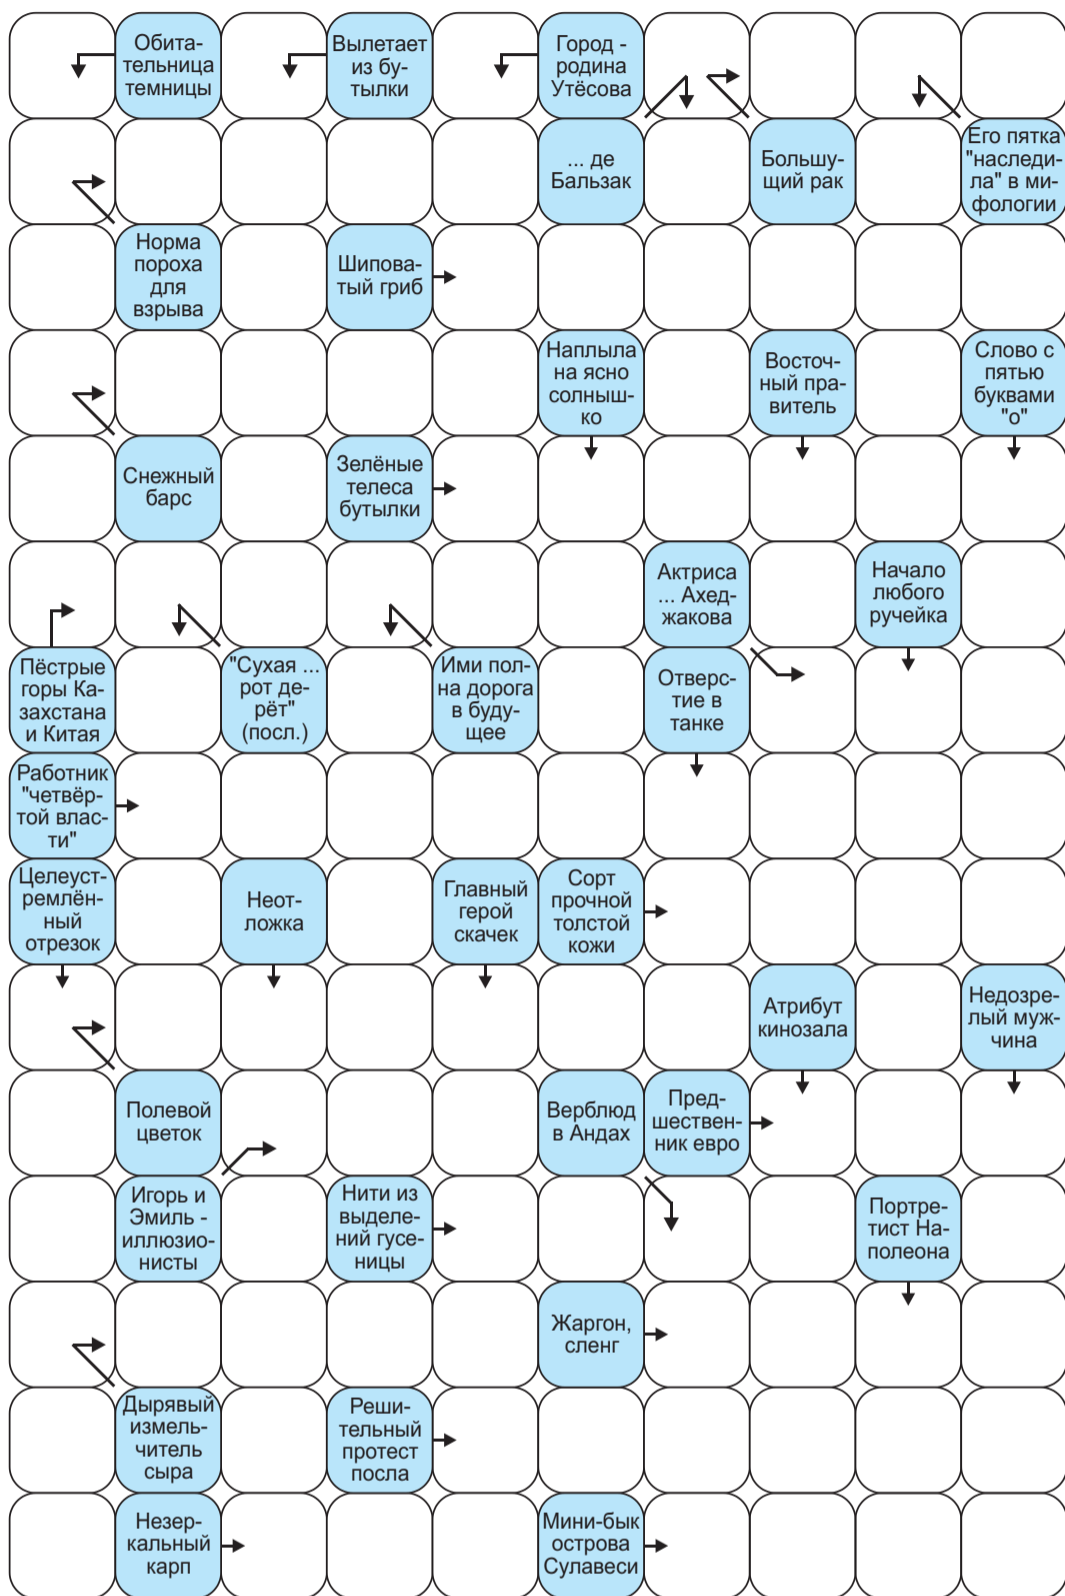 Обита-
тельница
темницы
Вылетает
из бу-
тылки
Город -
родина
Утёсова
... де
Бальзак
Большу-
щий рак
Его пятка
"наследи-
ла" в ми-
фологии
Норма
пороха
для
взрыва
Шипова-
тый гриб
Наплыла
на ясно
солныш-
ко
Восточ-
ный пра-
витель
Слово с
пятью
буквами
"о"
Снежный
барс
Зелёные
телеса
бутылки
Актриса
... Ахед-
жакова
Начало
любого
ручейка
Пёстрые
горы Ка-
захстана
и Китая
"Сухая ...
рот де-
рёт"
(посл.)
Ими пол-
на дорога
в буду-
щее
Отверс-
тие в
танке
Работник
"четвёр-
той влас-
ти"
Целеуст-
ремлён-
ный
отрезок
Неот-
ложка
Главный
герой
скачек
Сорт
прочной
толстой
кожи
Атрибут
кинозала
Недозре-
лый муж-
чина
Полевой
цветок
Верблюд
в Андах
Пред-
шествен-
ник евро
Игорь и
Эмиль -
иллюзио-
нисты
Нити из
выделе-
ний гусе-
ницы
Портре-
тист На-
полеона
Жаргон,
сленг
Дырявый
измель-
читель
сыра
Реши-
тельный
протест
посла
Незер-
кальный
карп
Мини-бык
острова
Сулавеси